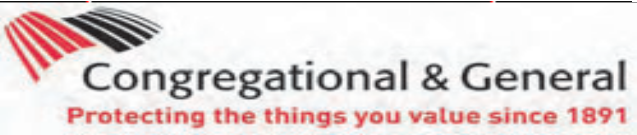 Congregational & General
Protecting the things you value since 1891